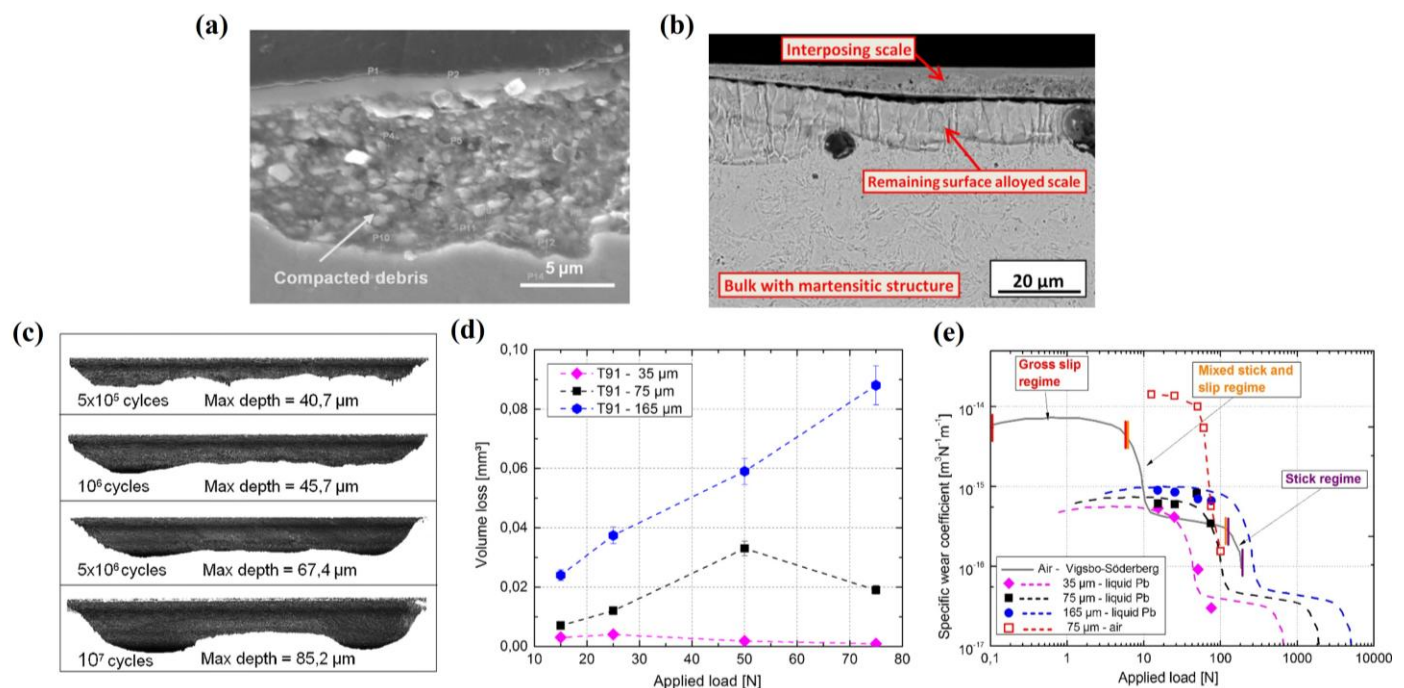 (a)
P1
P2
P3
P4
P10
P11
P12
P14
Compacted debris
5 µm
(b)
Interposing scale
Remaining surface alloyed scale
Bulk with martensitic structure
20 µm
(c)
5x10⁵ cylces Max depth = 40,7 µm
10⁶ cycles Max depth = 45,7 µm
5x10⁶cycles Max depth = 67,4 µm
10⁷ cycles Max depth = 85,2 µm
(d)
Volume loss [mm³]
0,10
0,08
0,06
0,04
0,02
0,00
T91 - 35 µm
T91 - 75 µm
T91 - 165 µm
10 20 30 40 50 60 70 80
Applied load [N]
(e)
Specific wear coefficient [m³N⁻¹m⁻¹]
10⁻¹⁴
10⁻¹⁵
10⁻¹⁶
10⁻¹⁷
Gross slip
regime
Mixed stick and
slip regime
Stick regime
Air - Vigsbo-Söderberg
35 µm - liquid Pb
75 µm - liquid Pb
165 µm - liquid Pb
75 µm - air
0,1 1 10 100 1000 10000
Applied load [N]